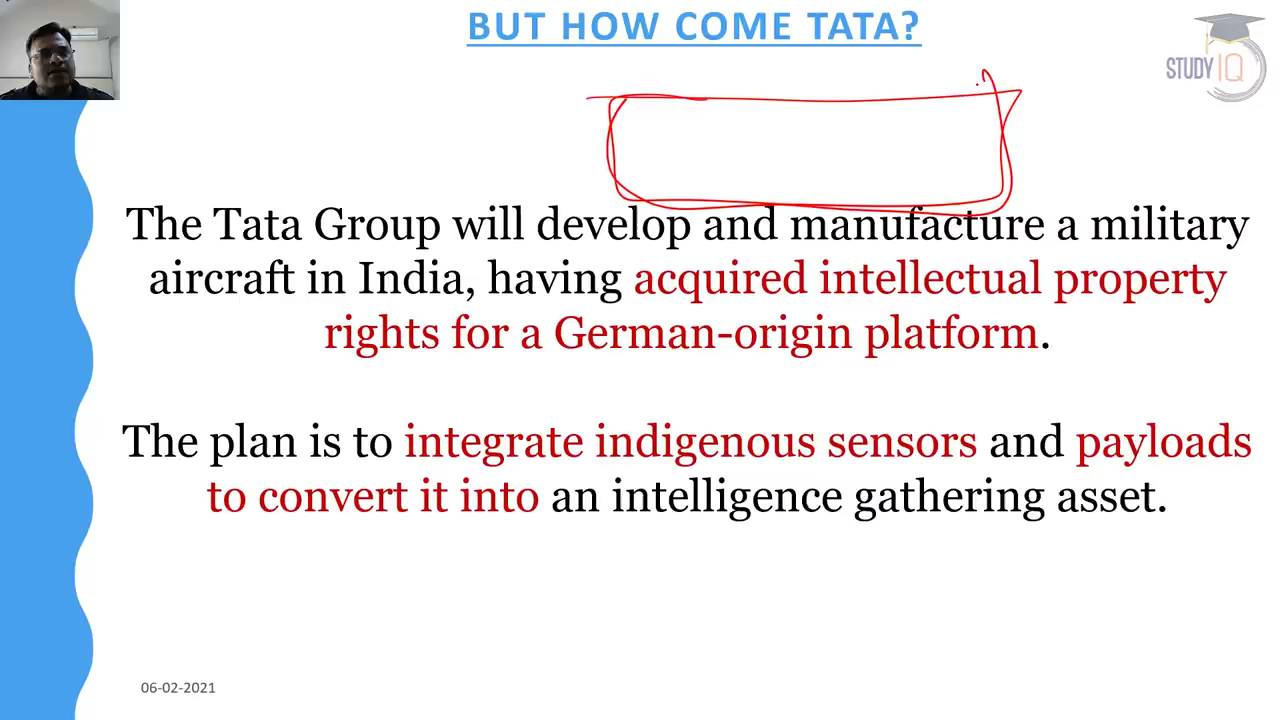 BUT HOW COME TATA?
STUDY IQ
The Tata Group will develop and manufacture a military
aircraft in India, having acquired intellectual property
rights for a German-origin platform.
The plan is to integrate indigenous sensors and payloads
to convert it into an intelligence gathering asset.
06-02-2021